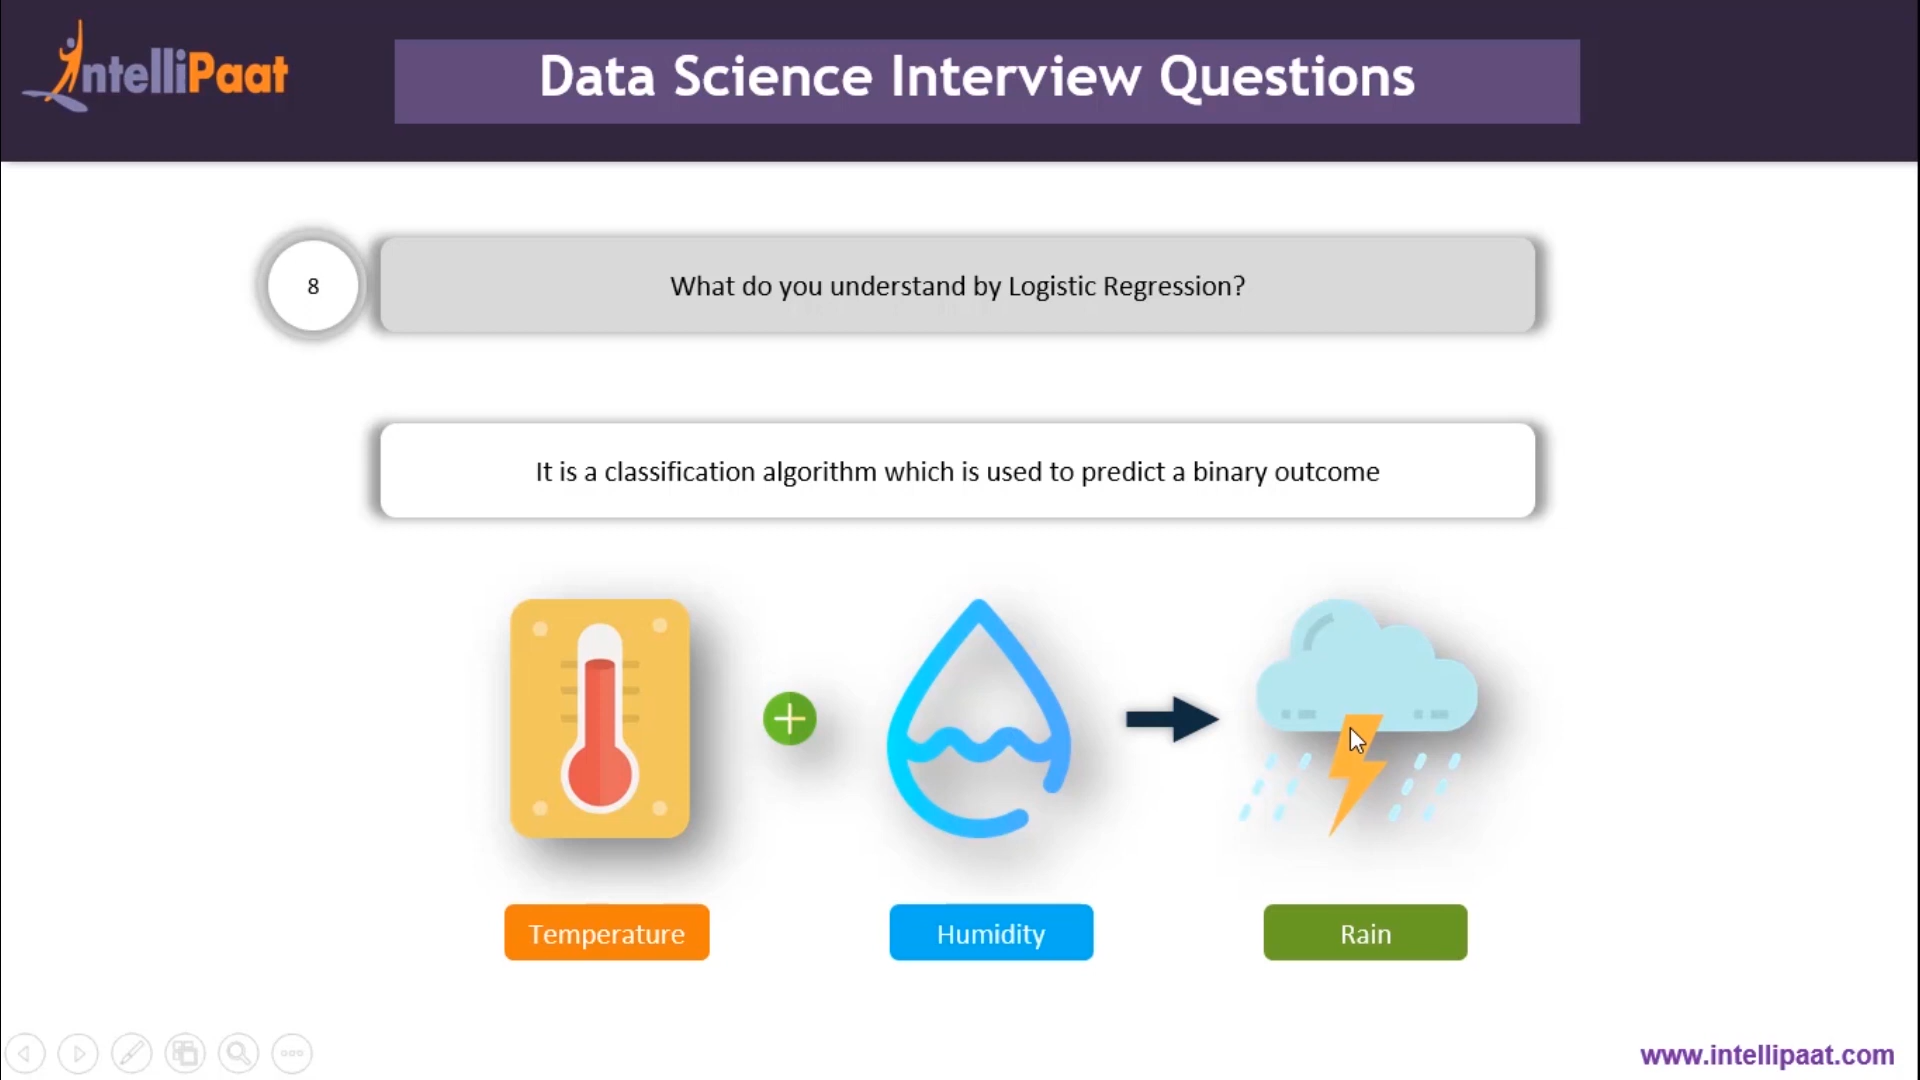 IntelliPaat
Data Science Interview Questions
8
What do you understand by Logistic Regression?
It is a classification algorithm which is used to predict a binary outcome
Temperature
Humidity
Rain
www.intellipaat.com